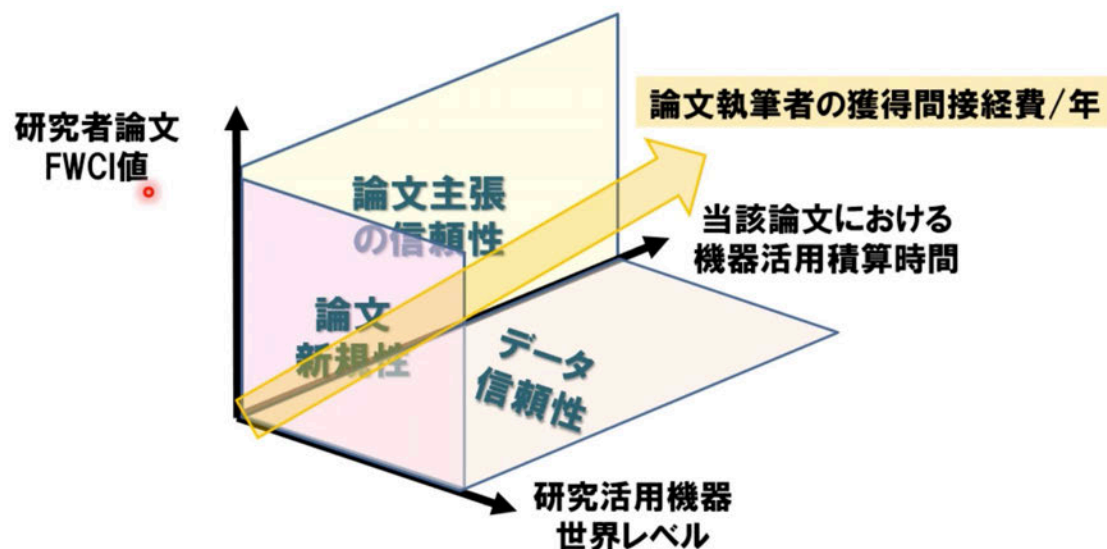 研究者論文
FWCI値
論文執筆者の獲得間接経費/年
論文主張
の信頼性
当該論文における
機器活用積算時間
論文
新規性
データ
信頼性
研究活用機器
世界レベル